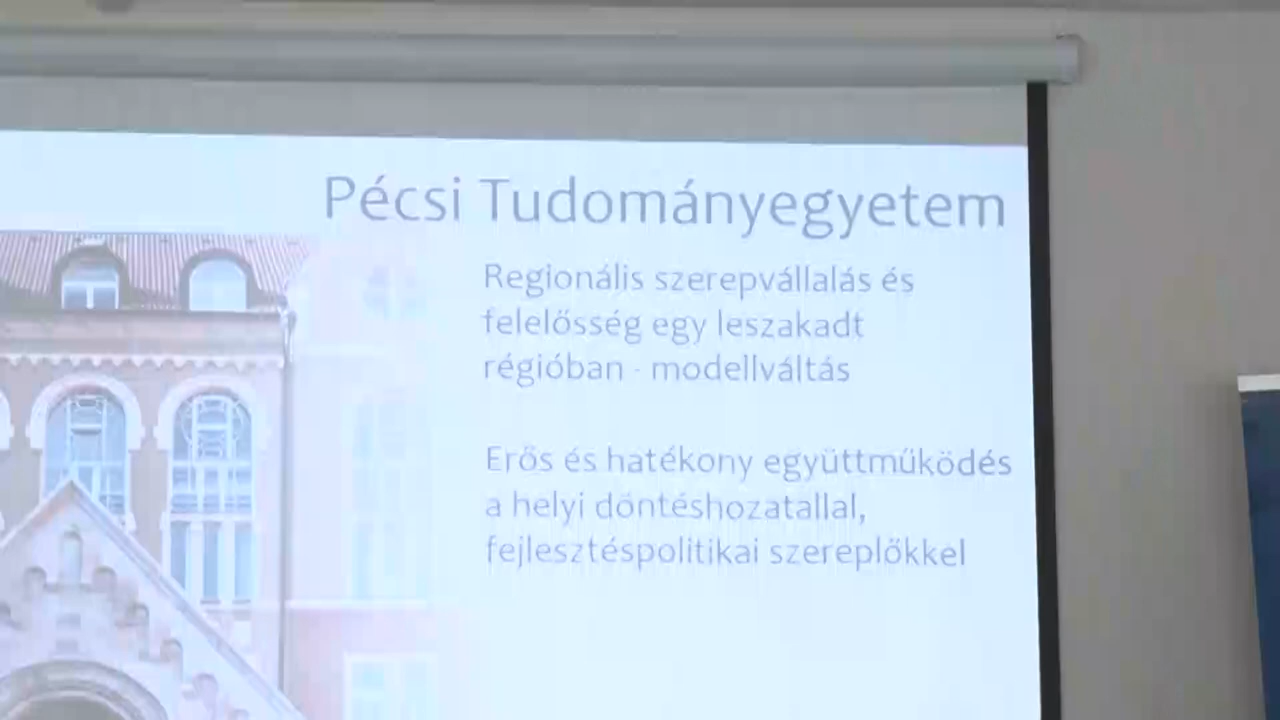 Pécsi Tudományegyetem
Regionális szerepvállalás és
felelősség egy leszakadt
régióban - modellváltás
Erős és hatékony együttműködés
a helyi döntéshozatallal,
fejlesztéspolitikai szereplőkkel